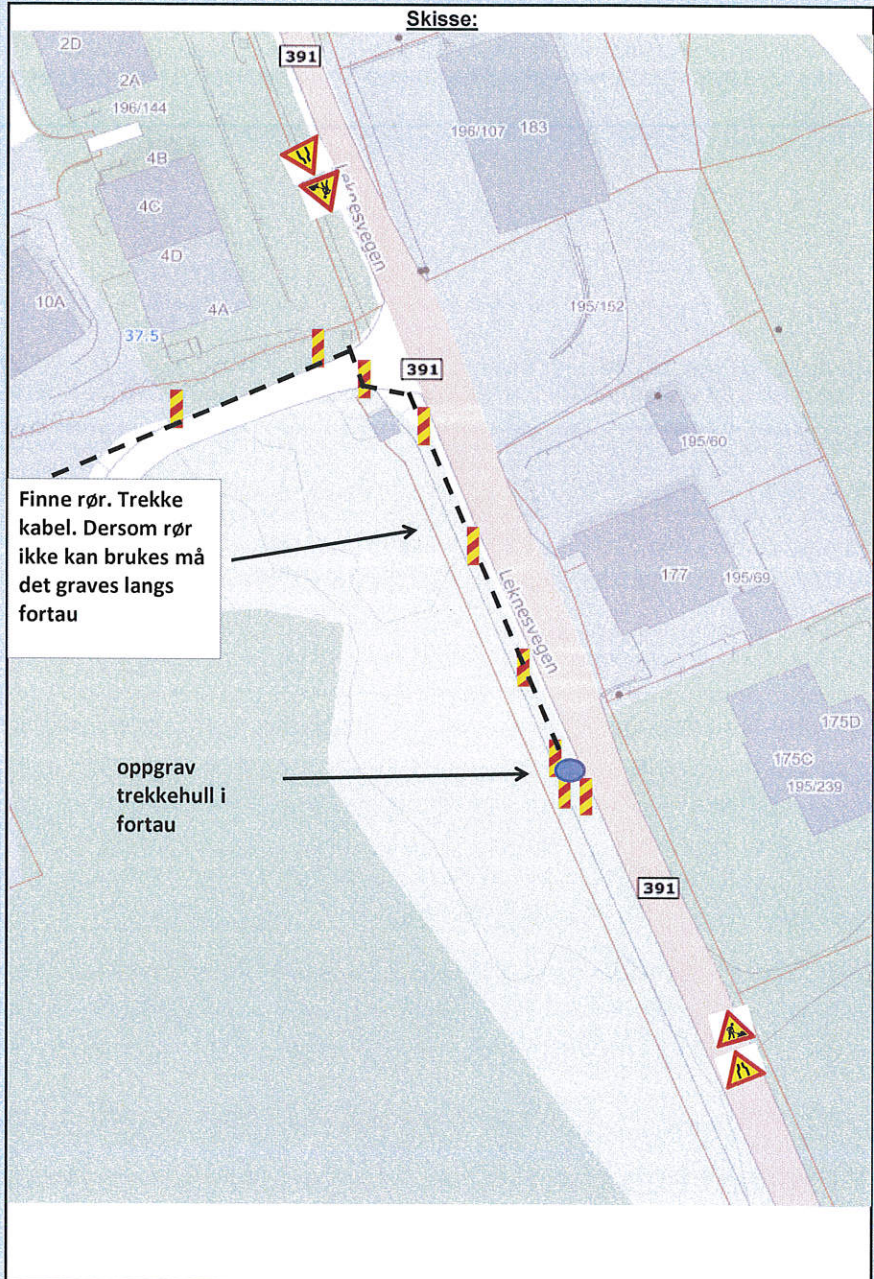 Skisse:
2D
391
2A
196/144
196/107 183
4B
4C
Leknesvegen
4D
10A
4A
195/152
37.5
391
195/60
Finne rør. Trekke
kabel. Dersom rør
ikke kan brukes må
det graves langs
fortau
177
195/69
Leknesvegen
oppgrav
trekkehull i
fortau
175D
175C
195/239
391